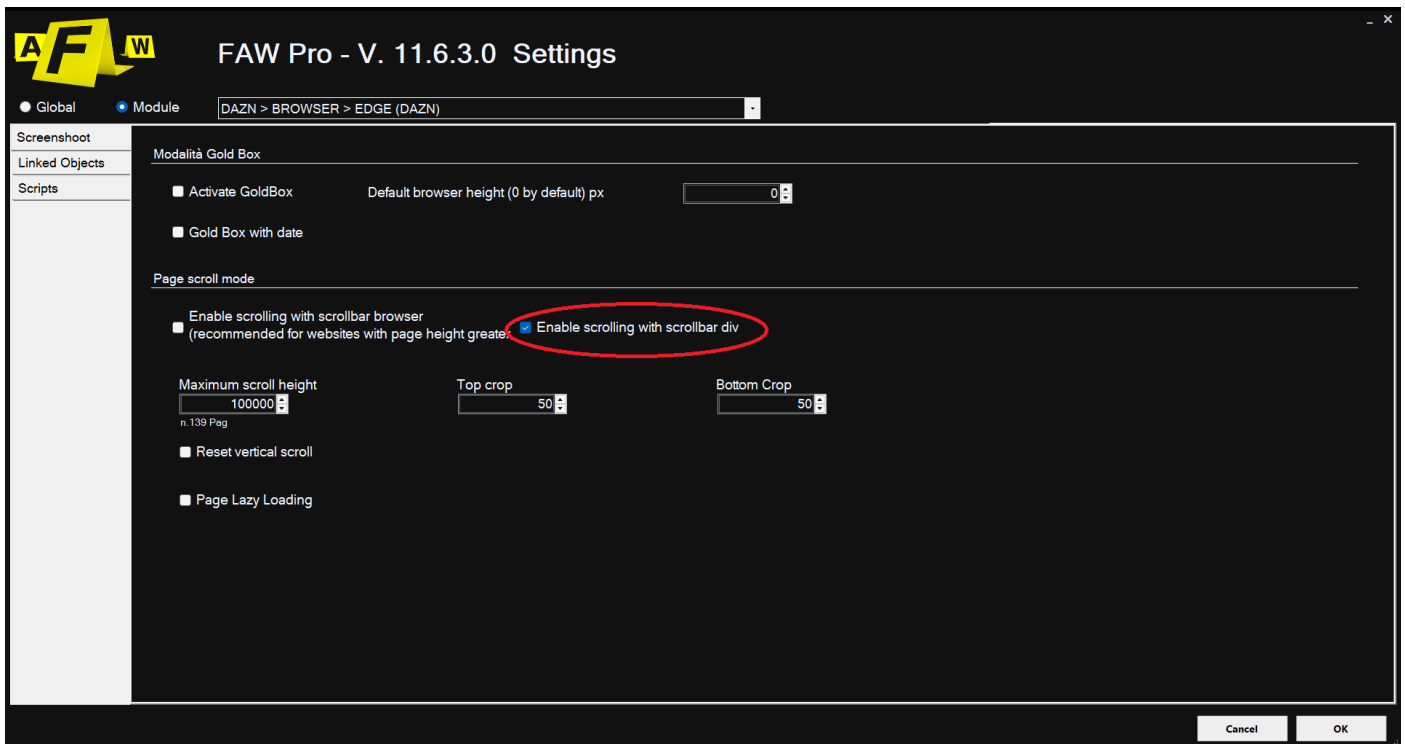 A F W
FAW Pro - V. 11.6.3.0 Settings
Global Module DAZN > BROWSER > EDGE (DAZN)
Screenshoot
Linked Objects
Scripts
Modalità Gold Box
Activate GoldBox Default browser height (0 by default) px 0
Gold Box with date
Page scroll mode
Enable scrolling with scrollbar browser
(recommended for websites with page height greater
Enable scrolling with scrollbar div
Maximum scroll height Top crop Bottom Crop
100000 50 50
n.139 Pag
Reset vertical scroll
Page Lazy Loading
Cancel OK